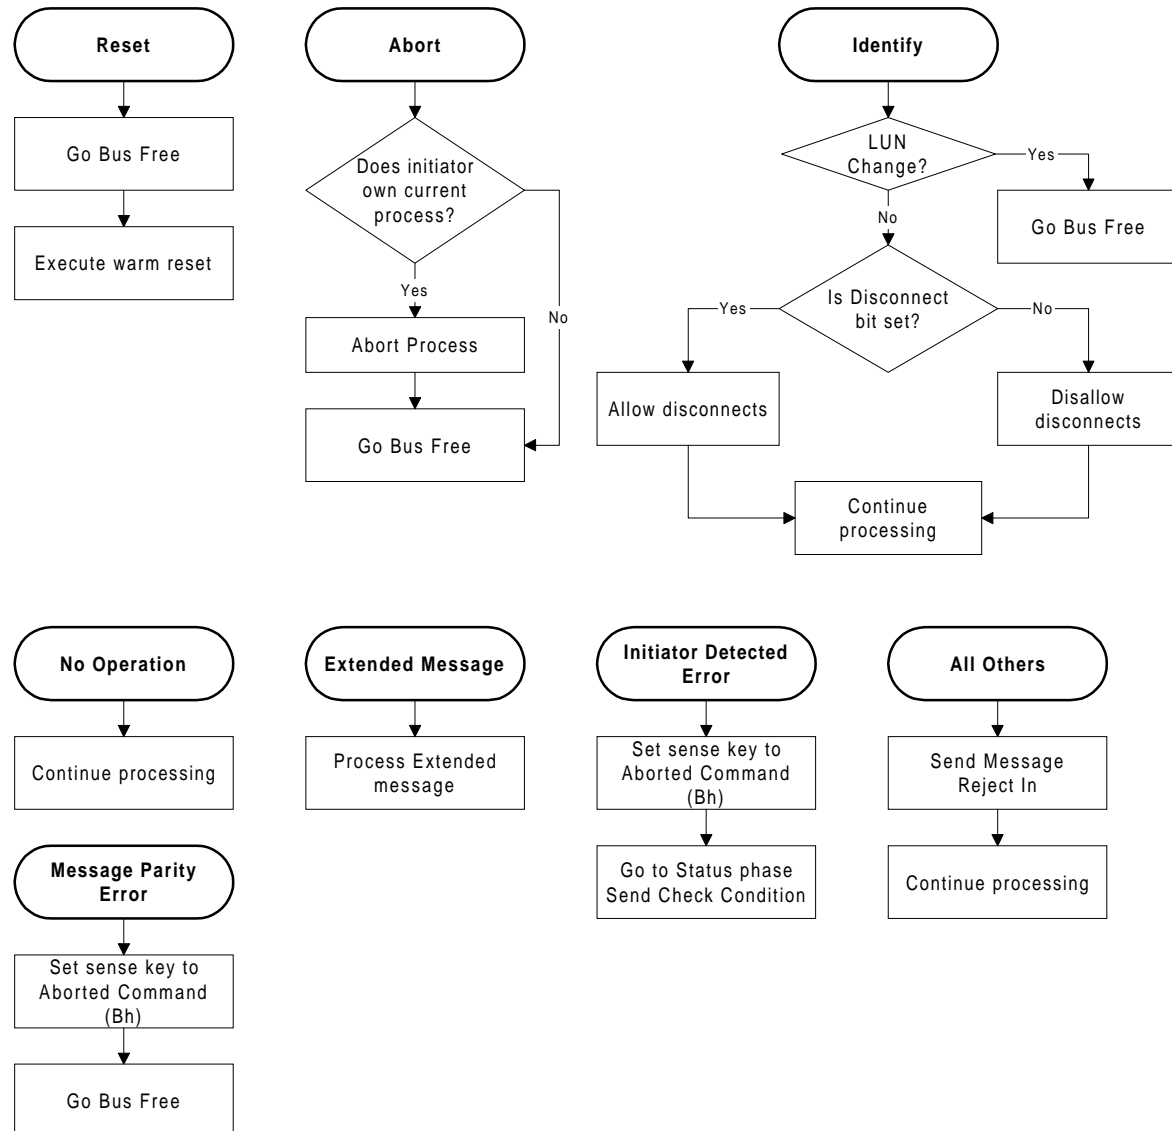 Reset
Go Bus Free
Execute warm reset
Abort
Does initiator
own current
process?
Yes
No
Abort Process
Go Bus Free
Identify
LUN
Change?
Yes
Go Bus Free
No
Is Disconnect
bit set?
Yes
No
Allow disconnects
Disallow
disconnects
Continue
processing
No Operation
Continue processing
Extended Message
Process Extended
message
Initiator Detected
Error
Set sense key to
Aborted Command
(Bh)
Go to Status phase
Send Check Condition
All Others
Send Message
Reject In
Continue processing
Message Parity
Error
Set sense key to
Aborted Command
(Bh)
Go Bus Free